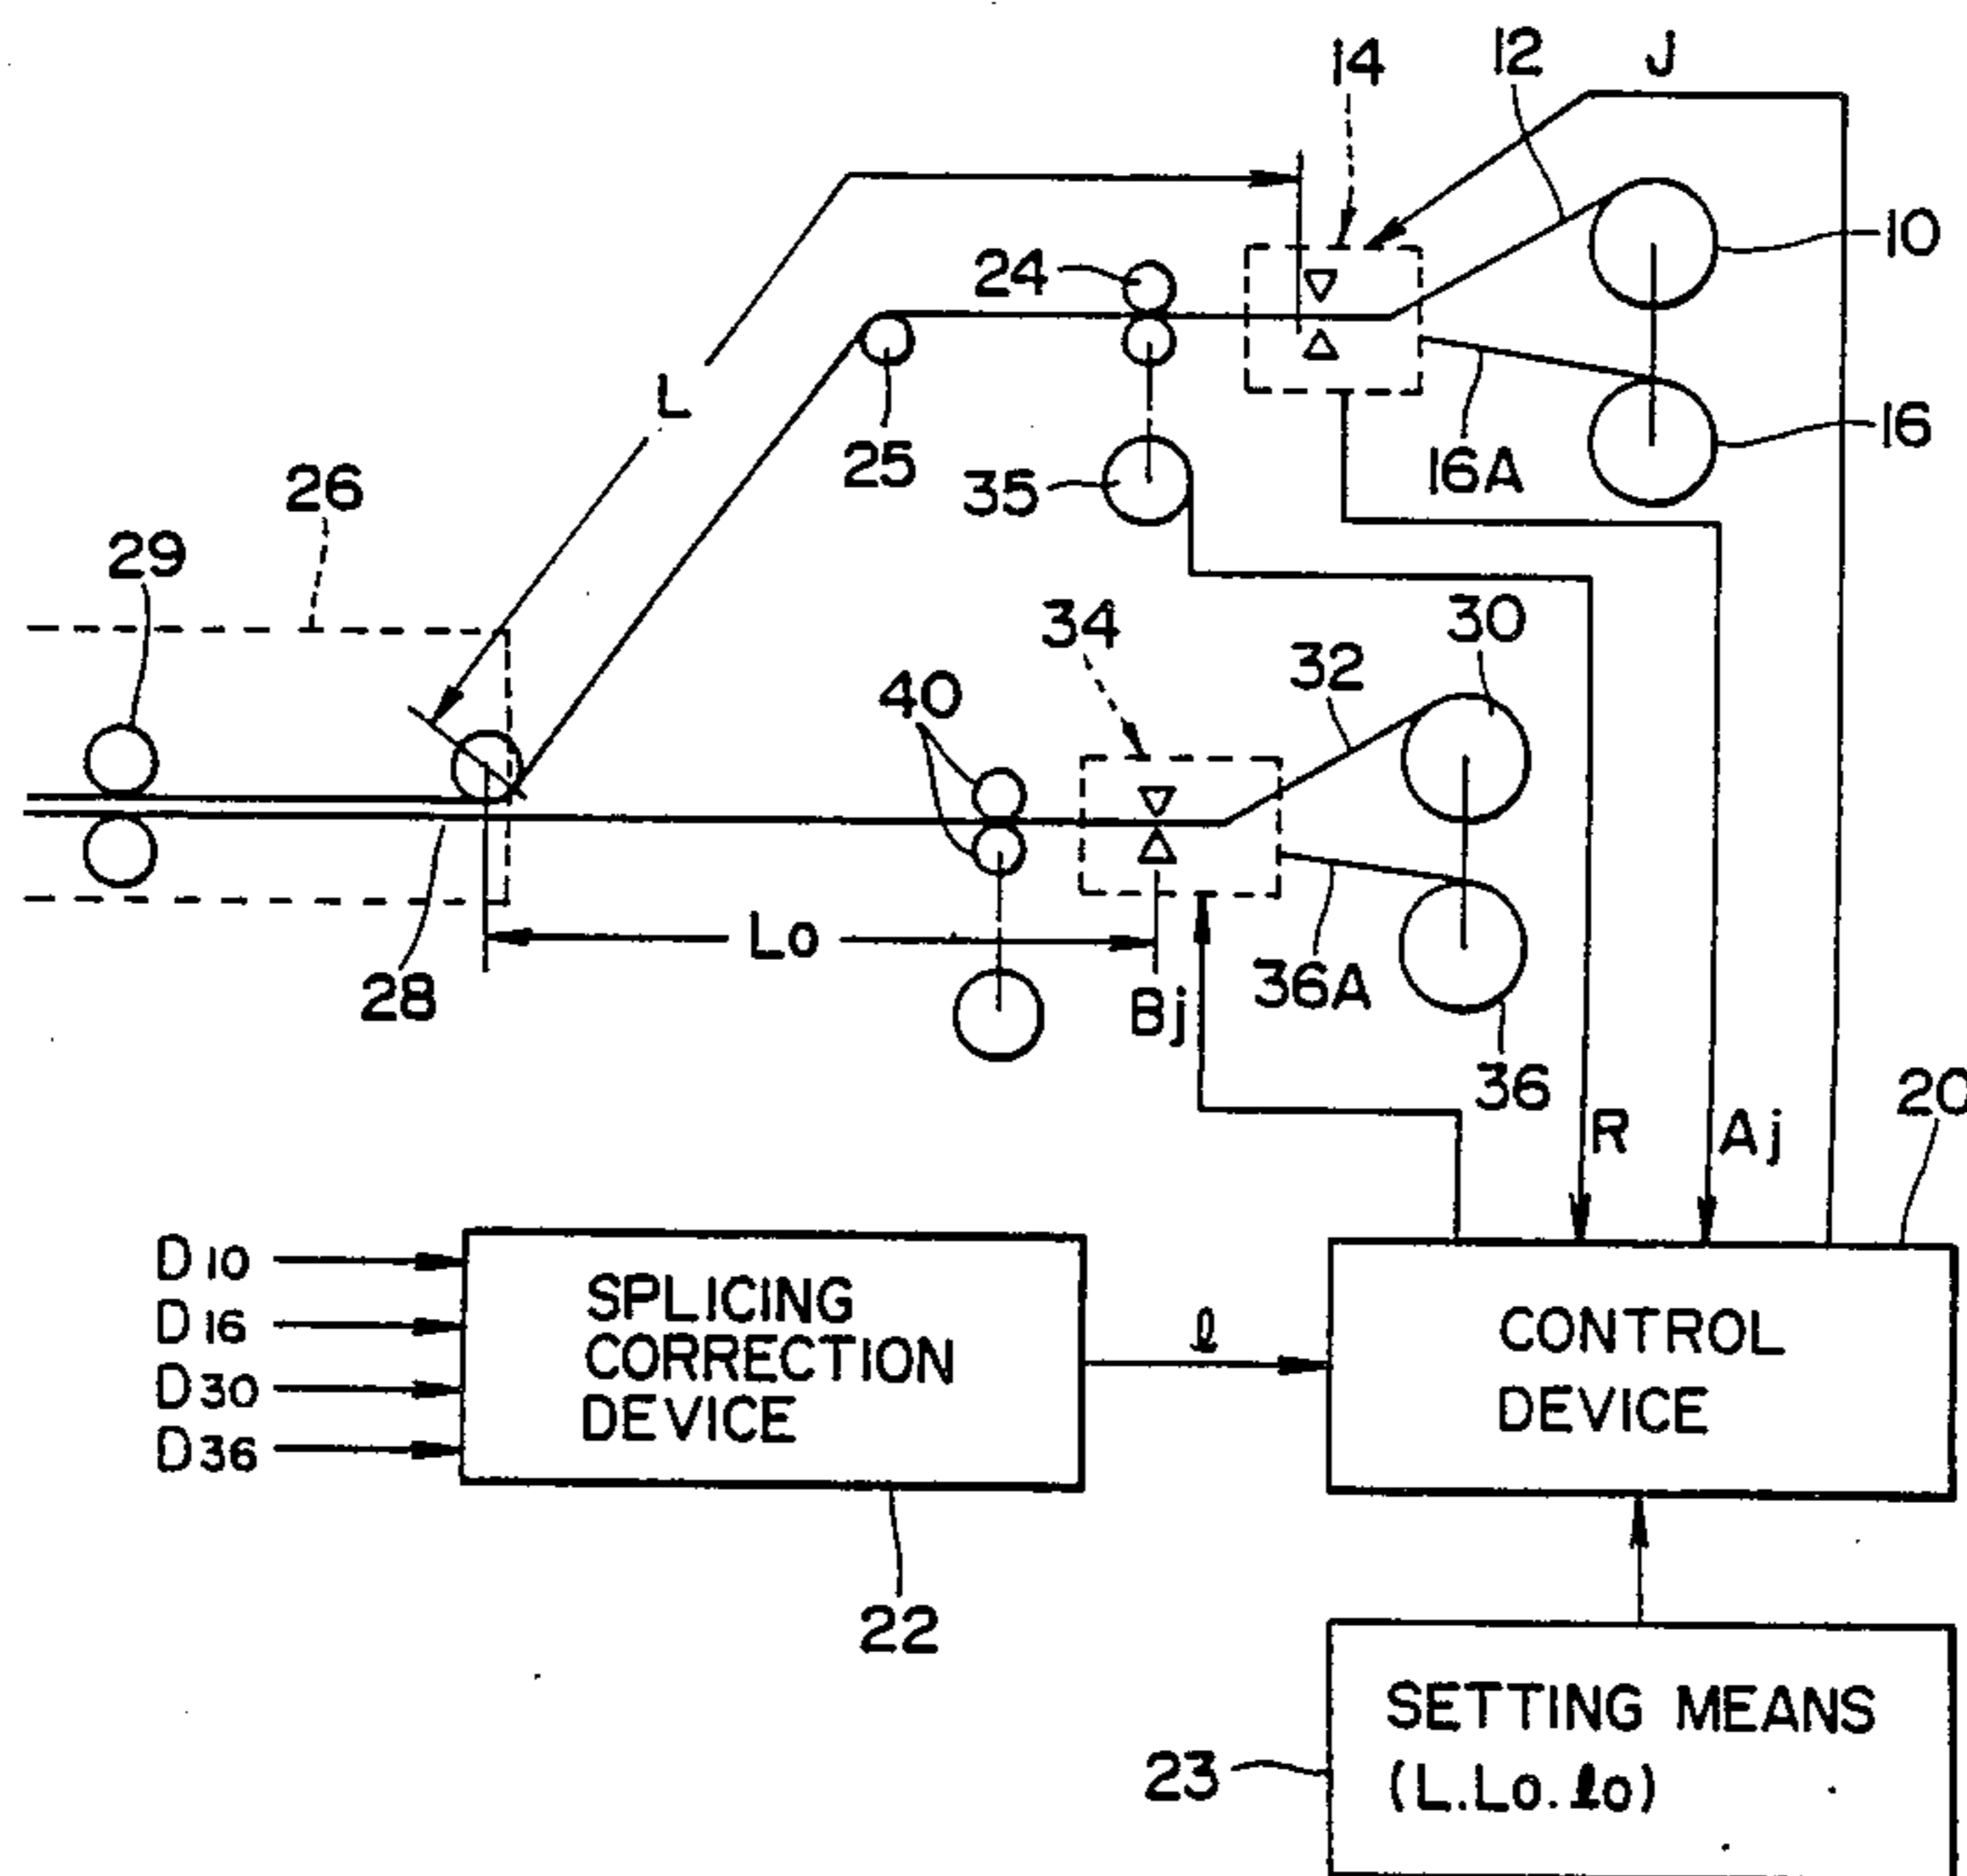 14
12
J
24
10
L
25
35
16A
16
26
29
34
32
30
40
28
Lo
Bj
36A
36
20
R
Aj
D10
D16
D30
D36
SPLICING
CORRECTION
DEVICE
ℓ
CONTROL
DEVICE
22
SETTING MEANS
(L.Lo.ℓo)
23